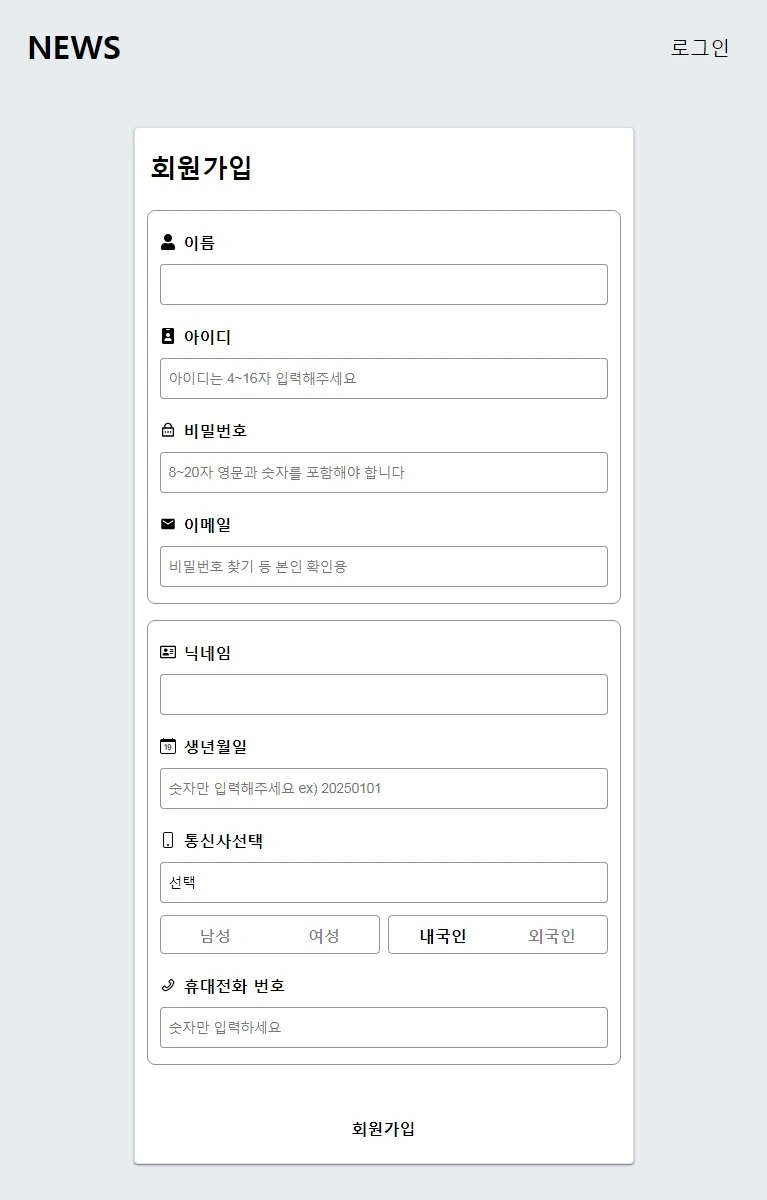 NEWS
로그인
회원가입
이름
아이디
아이디는 4~16자 입력해주세요
비밀번호
8~20자 영문과 숫자를 포함해야 합니다
이메일
비밀번호 찾기 등 본인 확인용
닉네임
19
생년월일
숫자만 입력해주세요 ex) 20250101
통신사선택
선택
남성 여성 내국인 외국인
휴대전화 번호
숫자만 입력하세요
회원가입